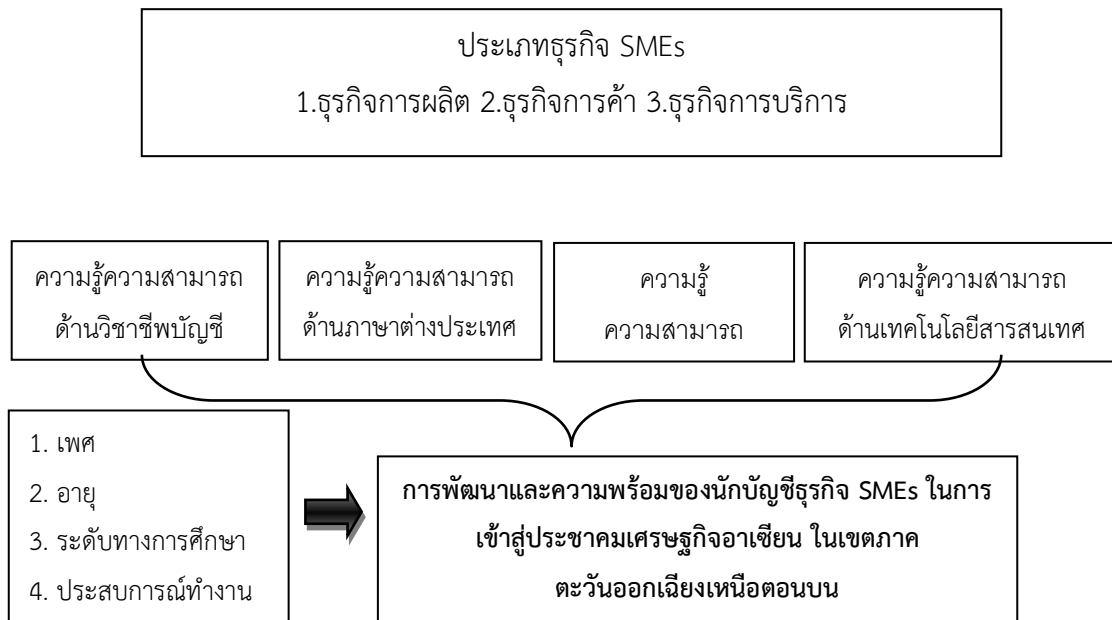 ประเภทธุรกิจ SMEs
1.ธุรกิจการผลิต 2.ธุรกิจการค้า 3.ธุรกิจการบริการ
ความรู้ความสามารถ
ด้านวิชาชีพบัญชี
ความรู้ความสามารถ
ด้านภาษาต่างประเทศ
ความรู้
ความสามารถ
ความรู้ความสามารถ
ด้านเทคโนโลยีสารสนเทศ
1. เพศ
2. อายุ
3. ระดับทางการศึกษา
4. ประสบการณ์ทำงาน
การพัฒนาและความพร้อมของนักบัญชีธุรกิจ SMEs ในการ
เข้าสู่ประชาคมเศรษฐกิจอาเซียน ในเขตภาค
ตะวันออกเฉียงเหนือตอนบน